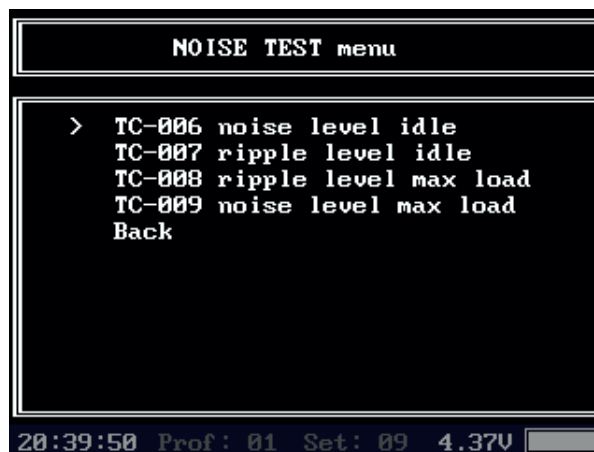 NOISE TEST menu
> TC-006 noise level idle
TC-007 ripple level idle
TC-008 ripple level max load
TC-009 noise level max load
Back
20:39:50 Prof: 01 Set: 09 4.37V